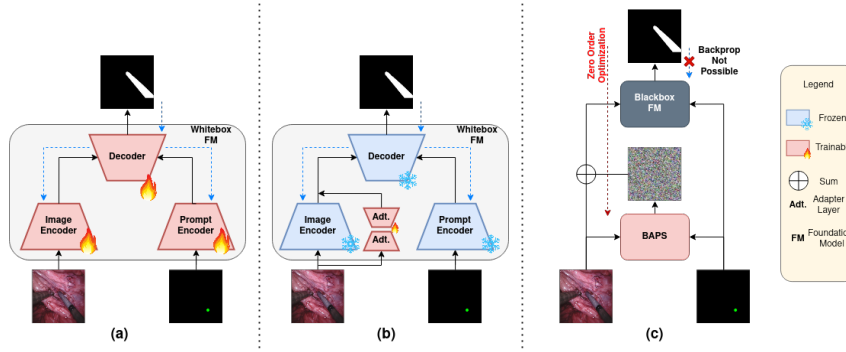 Whitebox
FM
Decoder
Image
Encoder
Prompt
Encoder
(a)
Whitebox
FM
Decoder
Image
Encoder
Adt.
Adt.
Prompt
Encoder
(b)
Zero Order
Optimization
Backprop
Not
Possible
Blackbox
FM
BAPS
(c)
Legend
Frozen
Trainable
Sum
Adt. Adapter
Layer
FM Foundation
Model